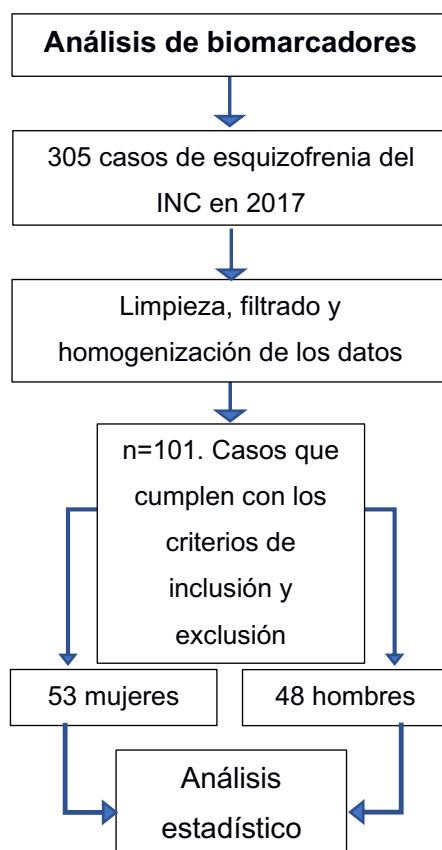 Análisis de biomarcadores
305 casos de esquizofrenia del
INC en 2017
Limpieza, filtrado y
homogenización de los datos
n=101. Casos que
cumplen con los
criterios de
inclusión y
exclusión
53 mujeres
48 hombres
Análisis
estadístico